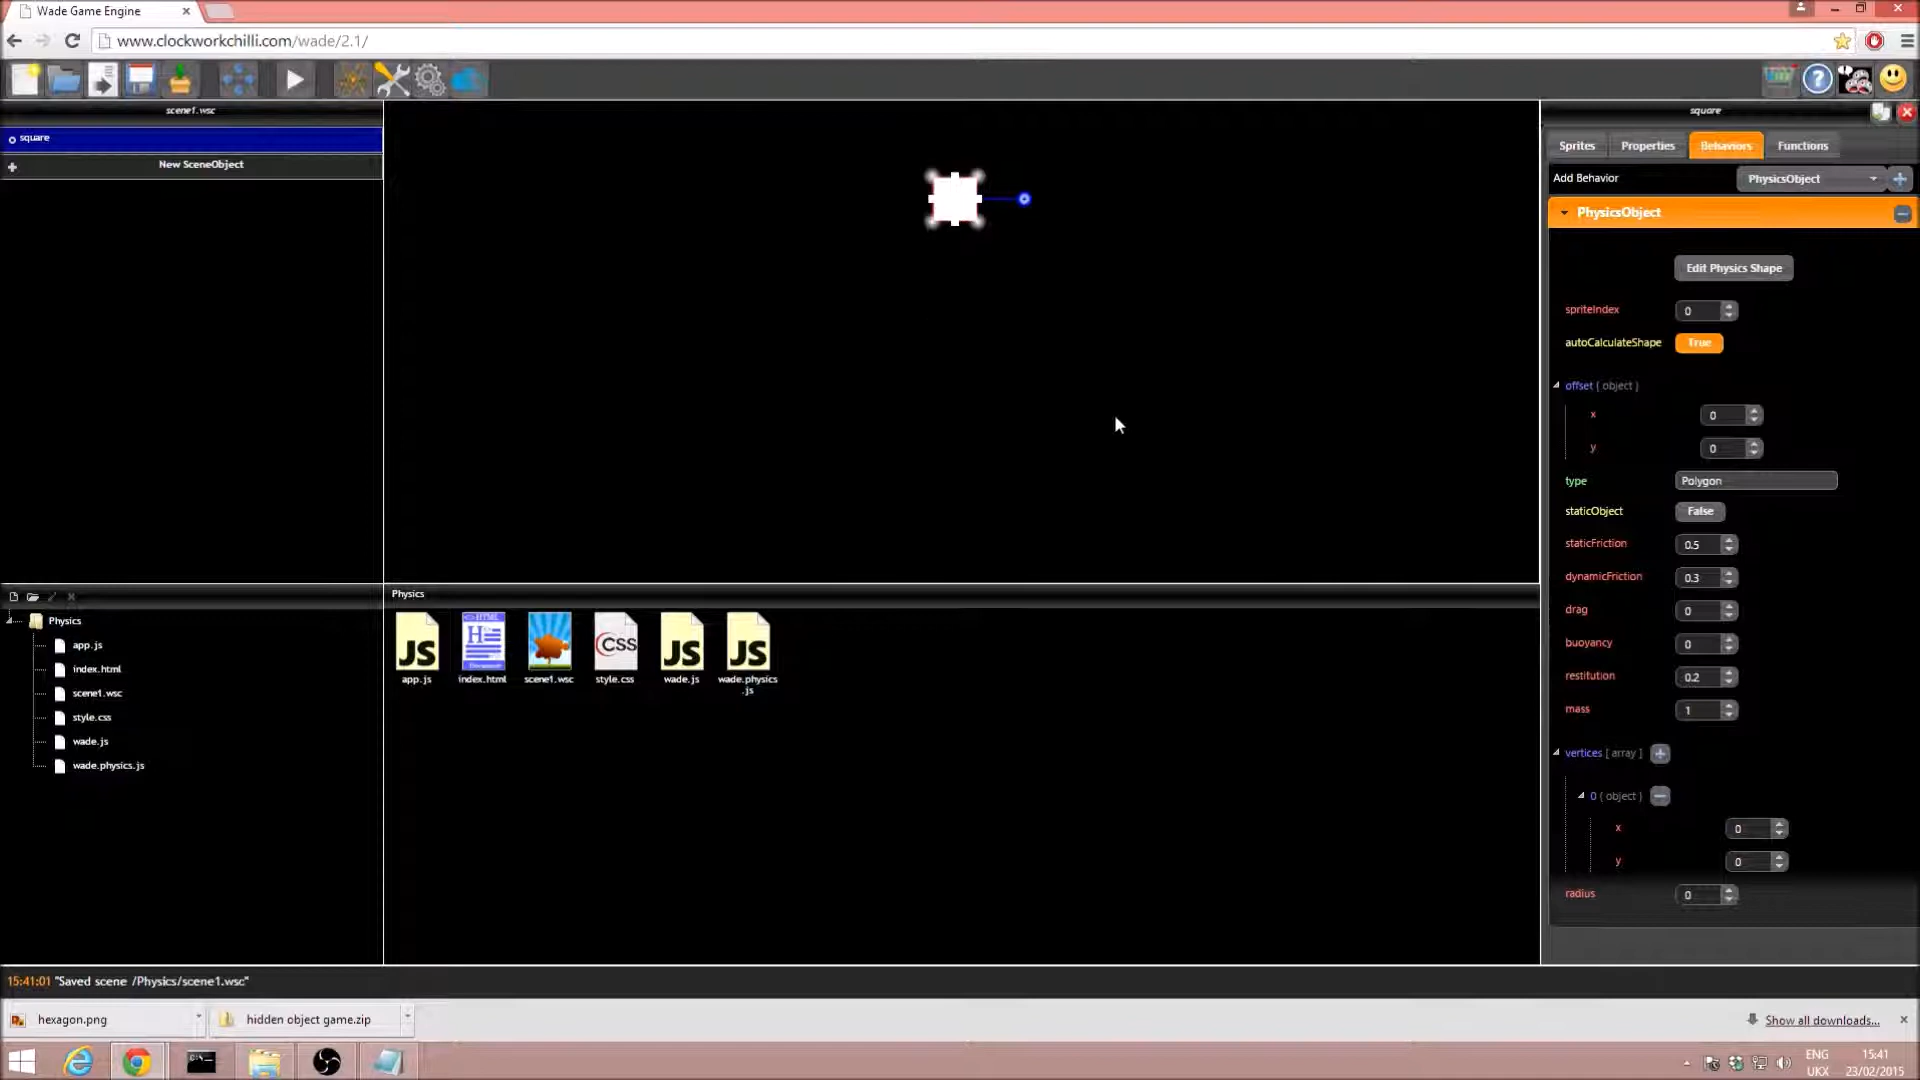 Wade Game Engine
www.clockworkchilli.com/wade/2.1/
scene1.wsc
square
New SceneObject
square
Sprites Properties Behaviors Functions
Add Behavior PhysicsObject
PhysicsObject
Edit Physics Shape
spriteIndex 0
autoCalculateShape True
offset { object }
x 0
y 0
type Polygon
staticObject False
staticFriction 0.5
dynamicFriction 0.3
drag 0
buoyancy 0
restitution 0.2
mass 1
vertices [ array ]
0 { object }
x 0
y 0
radius 0
Physics
app.js
index.html
scene1.wsc
style.css
wade.js
wade.physics.js
Physics
JS HTML CSS JS JS
app.js index.html scene1.wsc style.css wade.js wade.physics
.js
15:41:01 "Saved scene /Physics/scene1.wsc"
hexagon.png hidden object game.zip Show all downloads...
ENG 15:41
UKX 23/02/2015